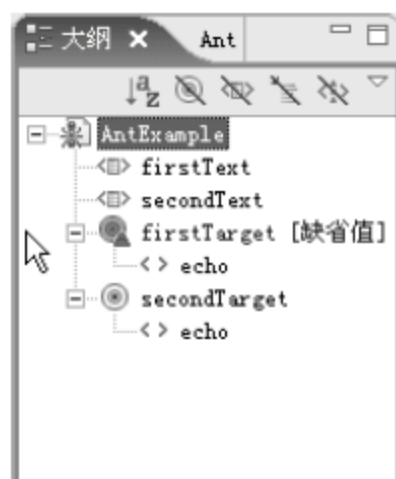 大纲 Ant
AntExample
firstText
secondText
firstTarget [缺省值]
echo
secondTarget
echo